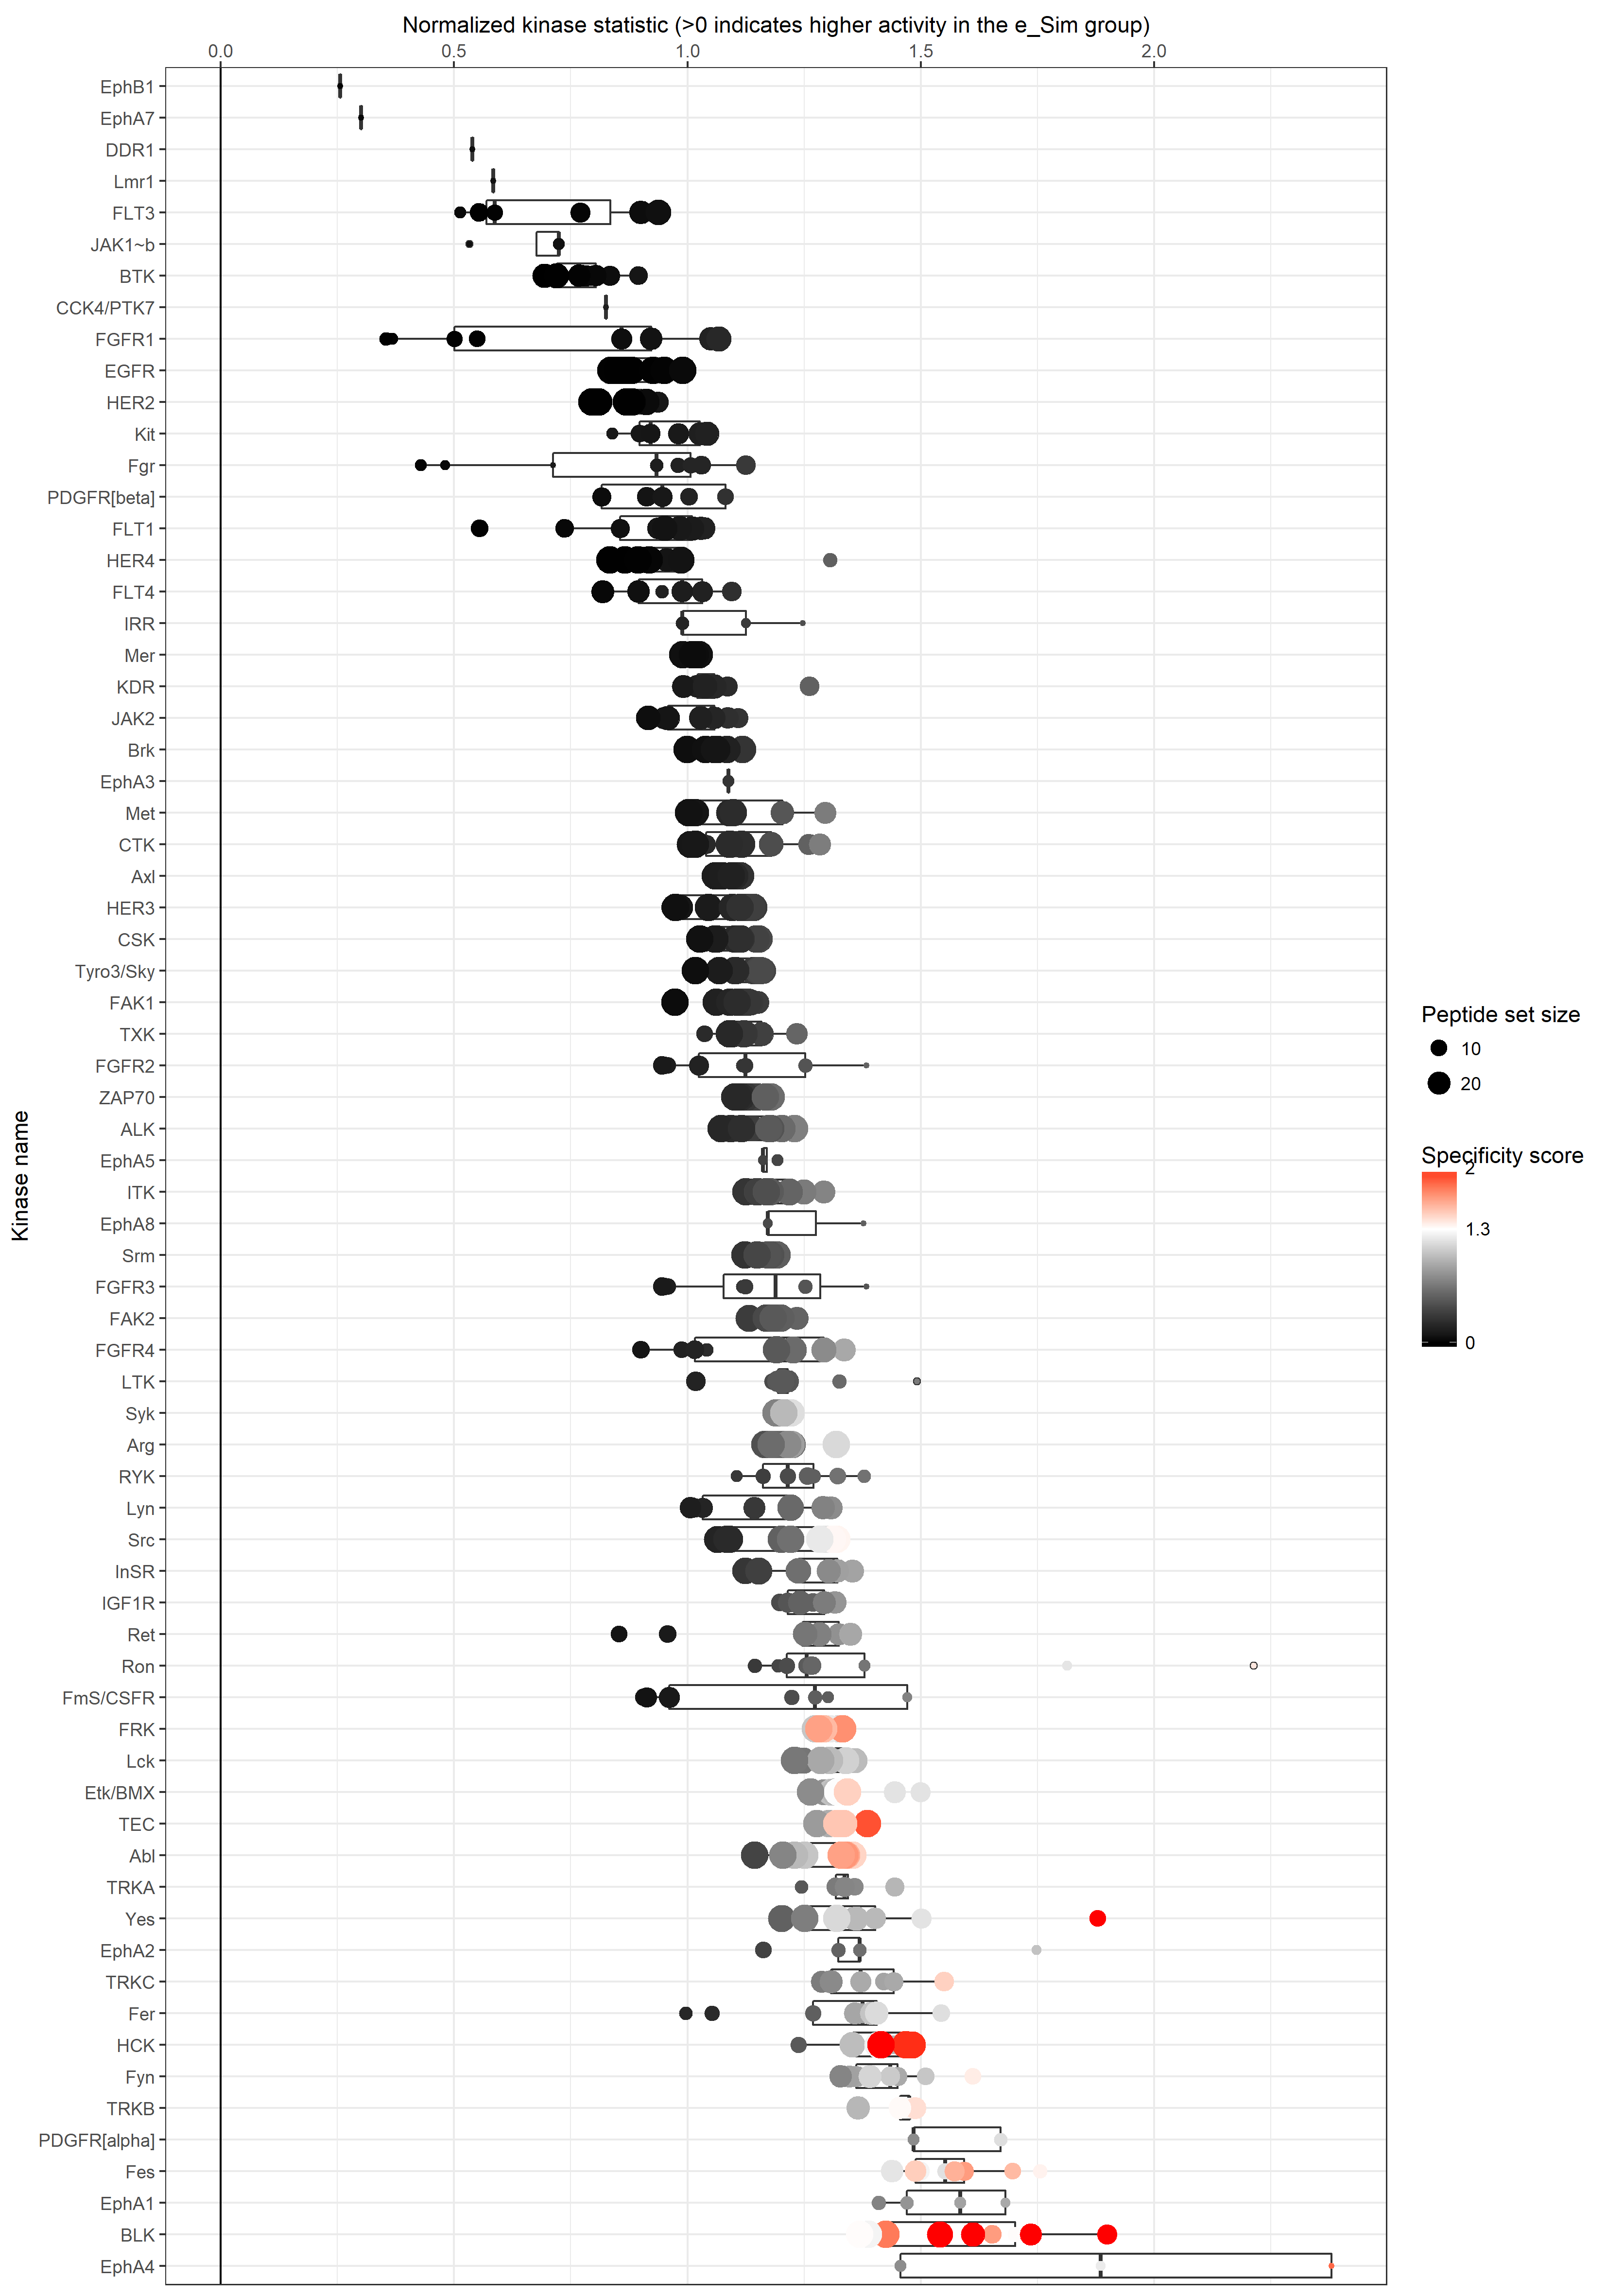 Normalized kinase statistic (>0 indicates higher activity in the e_Sim group)
0.0 0.5 1.0 1.5 2.0
EphB1
EphA7
DDR1
Lmr1
FLT3
JAK1~b
BTK
CCK4/PTK7
FGFR1
EGFR
HER2
Kit
Fgr
PDGFR[beta]
FLT1
HER4
FLT4
IRR
Mer
KDR
JAK2
Brk
EphA3
Met
CTK
Axl
HER3
CSK
Tyro3/Sky
FAK1
TXK
FGFR2
ZAP70
ALK
EphA5
ITK
EphA8
Srm
FGFR3
FAK2
FGFR4
LTK
Syk
Arg
RYK
Lyn
Src
InSR
IGF1R
Ret
Ron
FmS/CSFR
FRK
Lck
Etk/BMX
TEC
Abl
TRKA
Yes
EphA2
TRKC
Fer
HCK
Fyn
TRKB
PDGFR[alpha]
Fes
EphA1
BLK
EphA4
Kinase name
Peptide set size
10
20
Specificity score
2
1.3
0